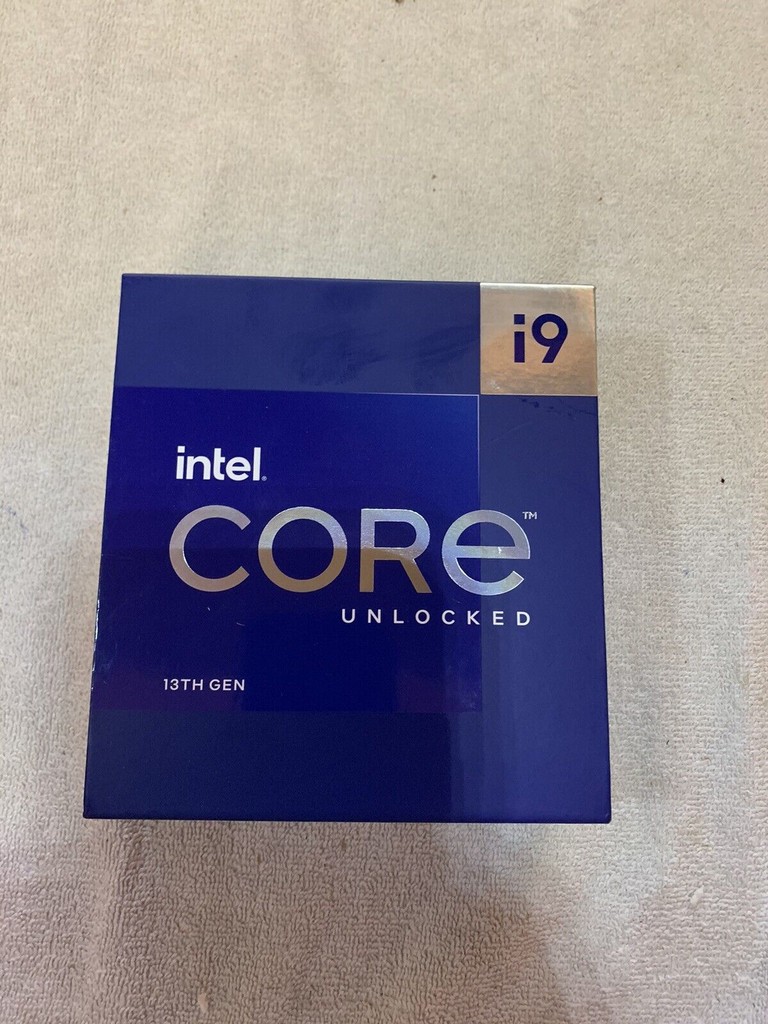 i9
intel.
CORe™
UNLOCKED
13TH GEN